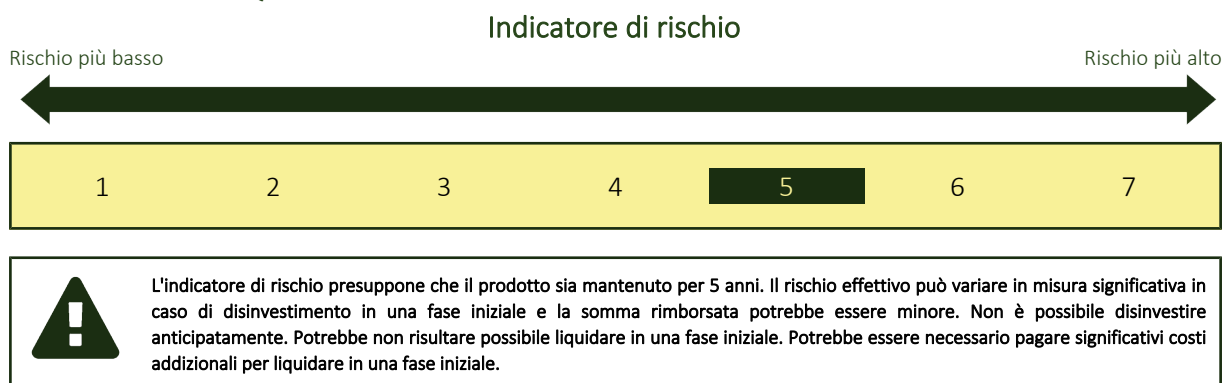 Indicatore di rischio
Rischio più basso
Rischio più alto
1 2 3 4 5 6 7
L'indicatore di rischio presuppone che il prodotto sia mantenuto per 5 anni. Il rischio effettivo può variare in misura significativa in
caso di disinvestimento in una fase iniziale e la somma rimborsata potrebbe essere minore. Non è possibile disinvestire
anticipatamente. Potrebbe non risultare possibile liquidare in una fase iniziale. Potrebbe essere necessario pagare significativi costi
addizionali per liquidare in una fase iniziale.